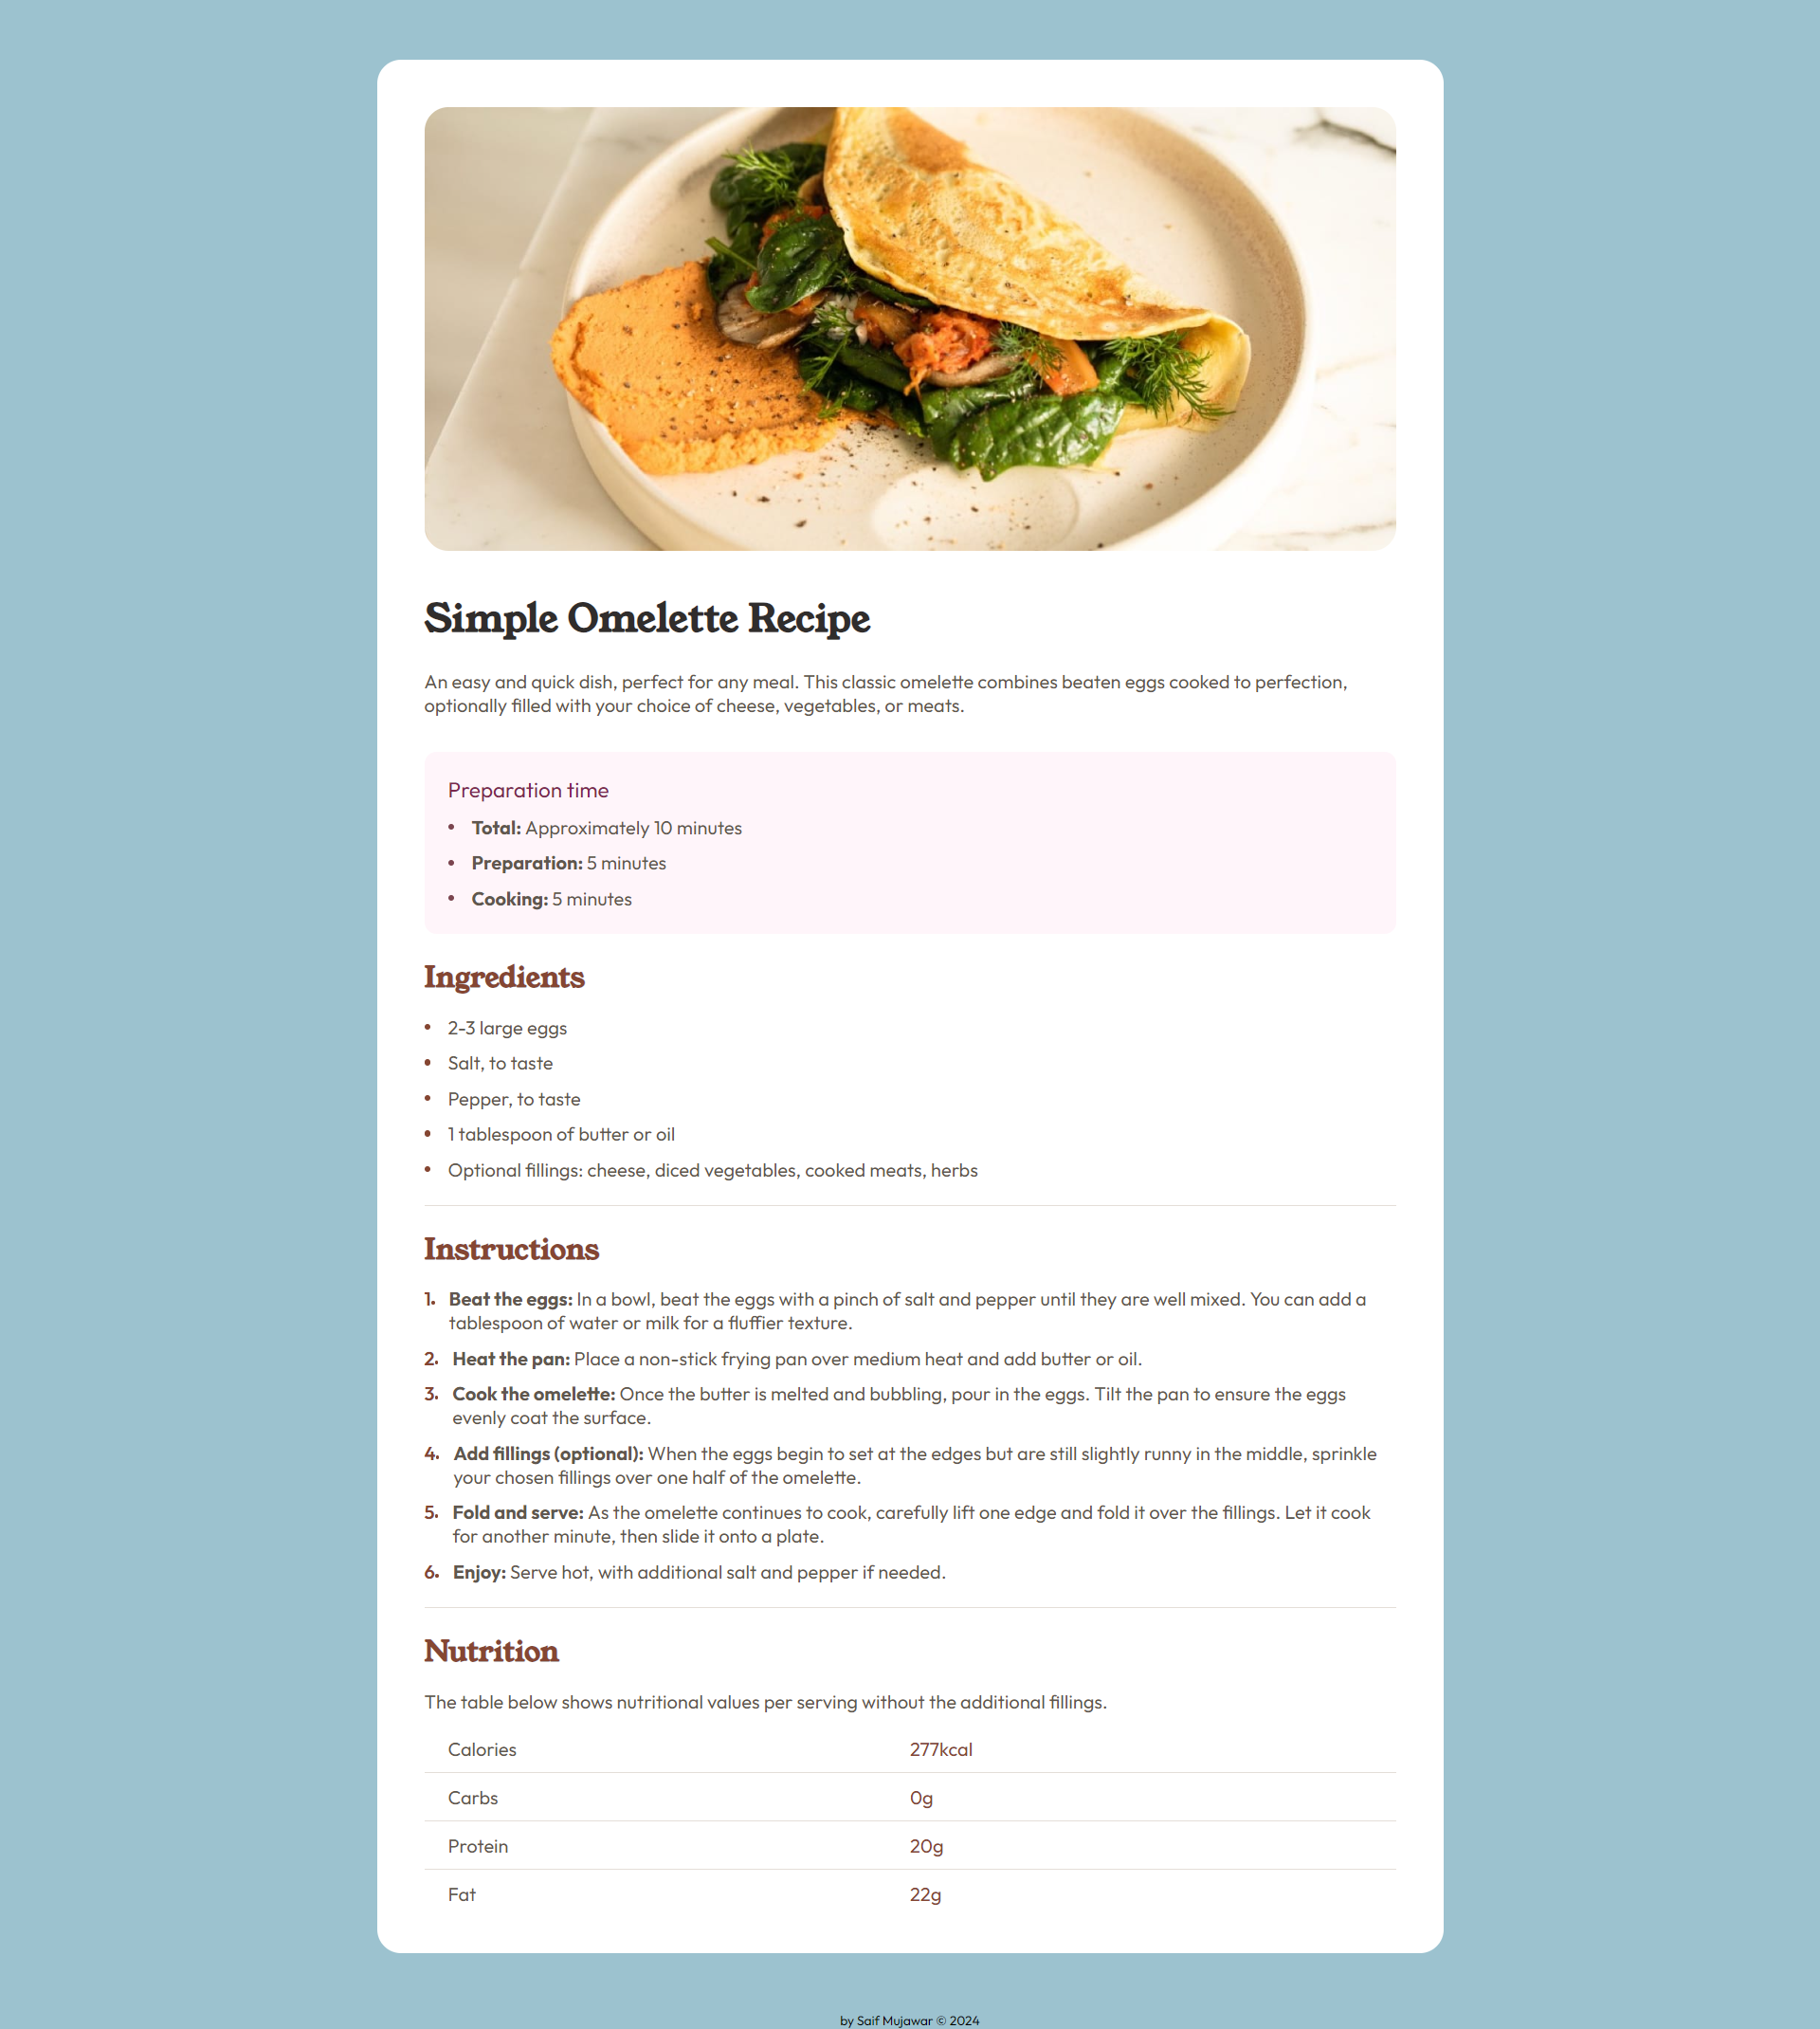 Simple Omelette Recipe
An easy and quick dish, perfect for any meal. This classic omelette combines beaten eggs cooked to perfection,
optionally filled with your choice of cheese, vegetables, or meats.
Preparation time
• Total: Approximately 10 minutes
• Preparation: 5 minutes
• Cooking: 5 minutes
Ingredients
• 2-3 large eggs
• Salt, to taste
• Pepper, to taste
• 1 tablespoon of butter or oil
• Optional fillings: cheese, diced vegetables, cooked meats, herbs
Instructions
1. Beat the eggs: In a bowl, beat the eggs with a pinch of salt and pepper until they are well mixed. You can add a
tablespoon of water or milk for a fluffier texture.
2. Heat the pan: Place a non-stick frying pan over medium heat and add butter or oil.
3. Cook the omelette: Once the butter is melted and bubbling, pour in the eggs. Tilt the pan to ensure the eggs
evenly coat the surface.
4. Add fillings (optional): When the eggs begin to set at the edges but are still slightly runny in the middle, sprinkle
your chosen fillings over one half of the omelette.
5. Fold and serve: As the omelette continues to cook, carefully lift one edge and fold it over the fillings. Let it cook
for another minute, then slide it onto a plate.
6. Enjoy: Serve hot, with additional salt and pepper if needed.
Nutrition
The table below shows nutritional values per serving without the additional fillings.
Calories 277kcal
Carbs 0g
Protein 20g
Fat 22g
by Saif Mujawar © 2024